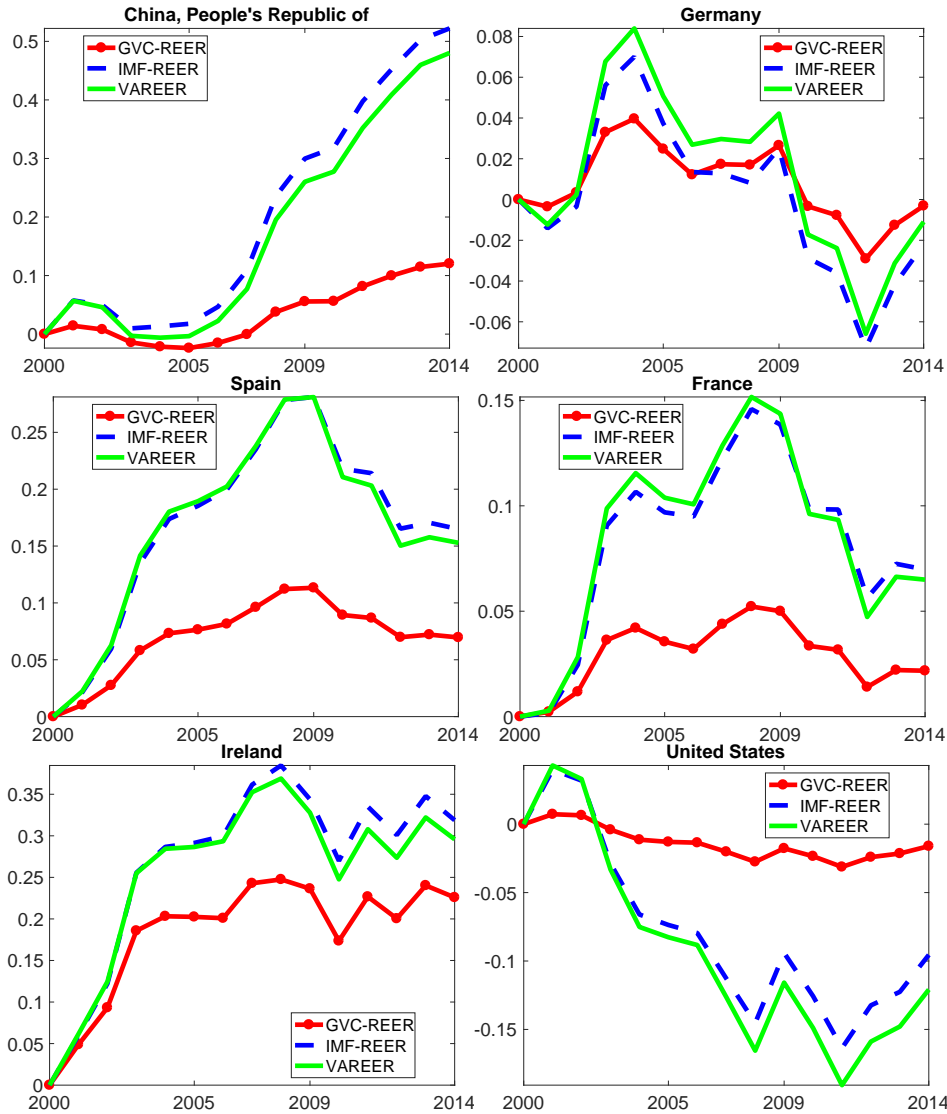 China, People's Republic of
0.5
0.4
0.3
0.2
0.1
0
GVC-REER
IMF-REER
VAREER
2000
2005
2009
2014
Germany
0.08
0.06
0.04
0.02
0
-0.02
-0.04
-0.06
GVC-REER
IMF-REER
VAREER
2000
2005
2009
2014
Spain
0.25
0.2
0.15
0.1
0.05
0
GVC-REER
IMF-REER
VAREER
2000
2005
2009
2014
France
0.15
0.1
0.05
0
GVC-REER
IMF-REER
VAREER
2000
2005
2009
2014
Ireland
0.35
0.3
0.25
0.2
0.15
0.1
0.05
0
GVC-REER
IMF-REER
VAREER
2000
2005
2009
2014
United States
0
-0.05
-0.1
-0.15
GVC-REER
IMF-REER
VAREER
2000
2005
2009
2014